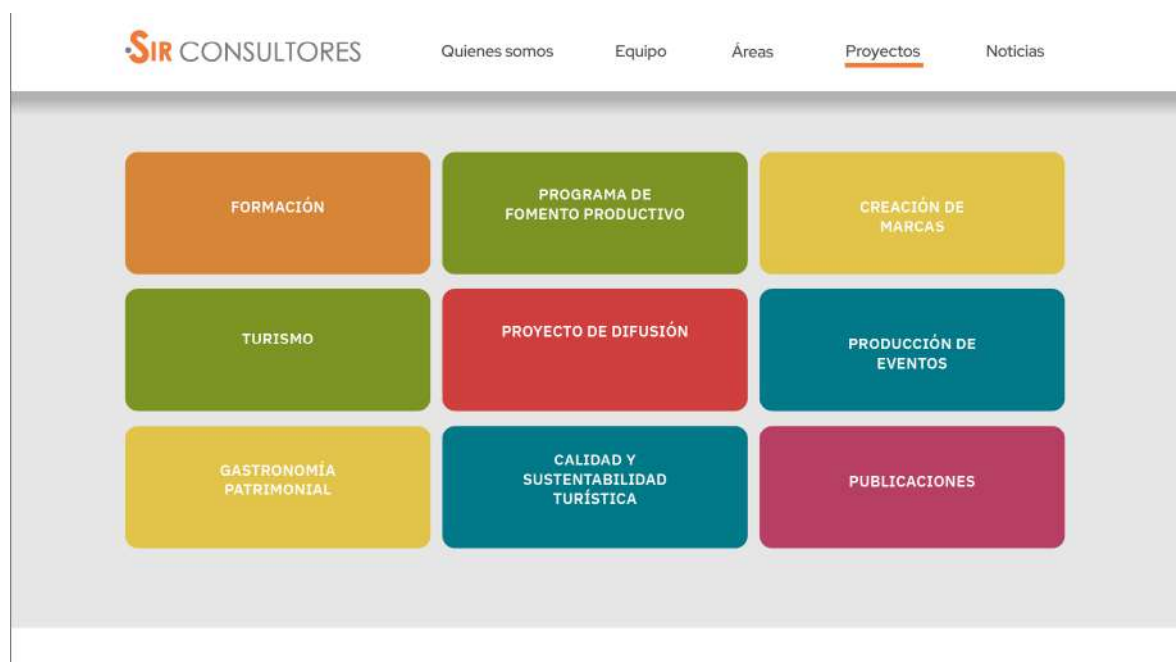 SIR CONSULTORES
Quienes somos
Equipo
Áreas
Proyectos
Noticias
FORMACIÓN
PROGRAMA DE
FOMENTO PRODUCTIVO
CREACIÓN DE
MARCAS
TURISMO
PROYECTO DE DIFUSIÓN
PRODUCCIÓN DE
EVENTOS
GASTRONOMÍA
PATRIMONIAL
CALIDAD Y
SUSTENTABILIDAD
TURÍSTICA
PUBLICACIONES